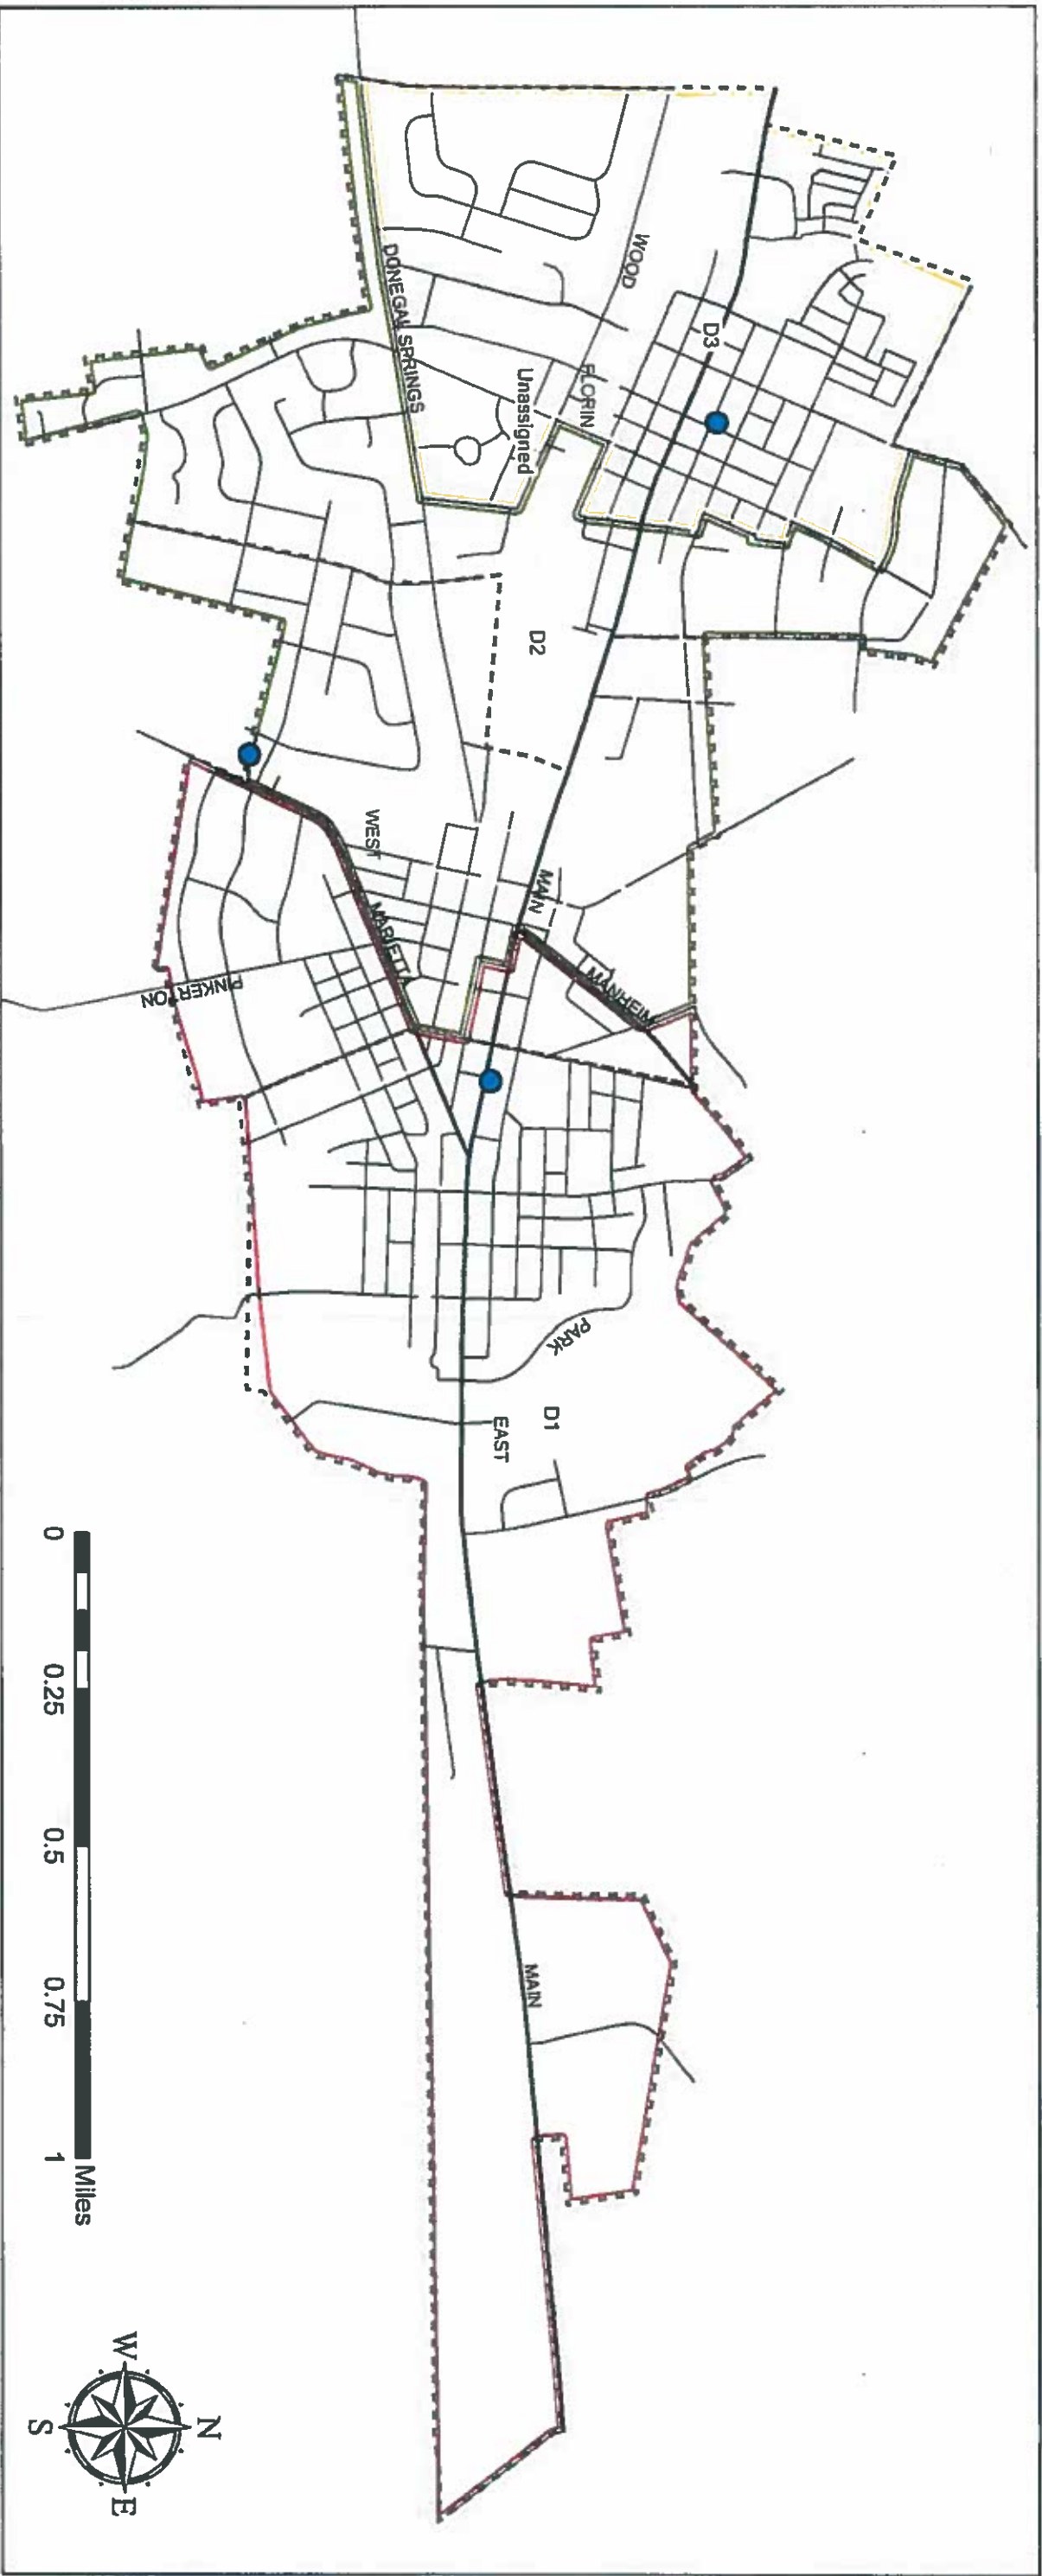 WOOD
D3
DONEGAL SPRINGS
FLORIN
Unassigned
D2
WEST
MAIN
MARIETTA
MANHEIM
PINKERTON
PARK
D1
EAST
MAIN
0 0.25 0.5 0.75 1
Miles
N
W
E
S